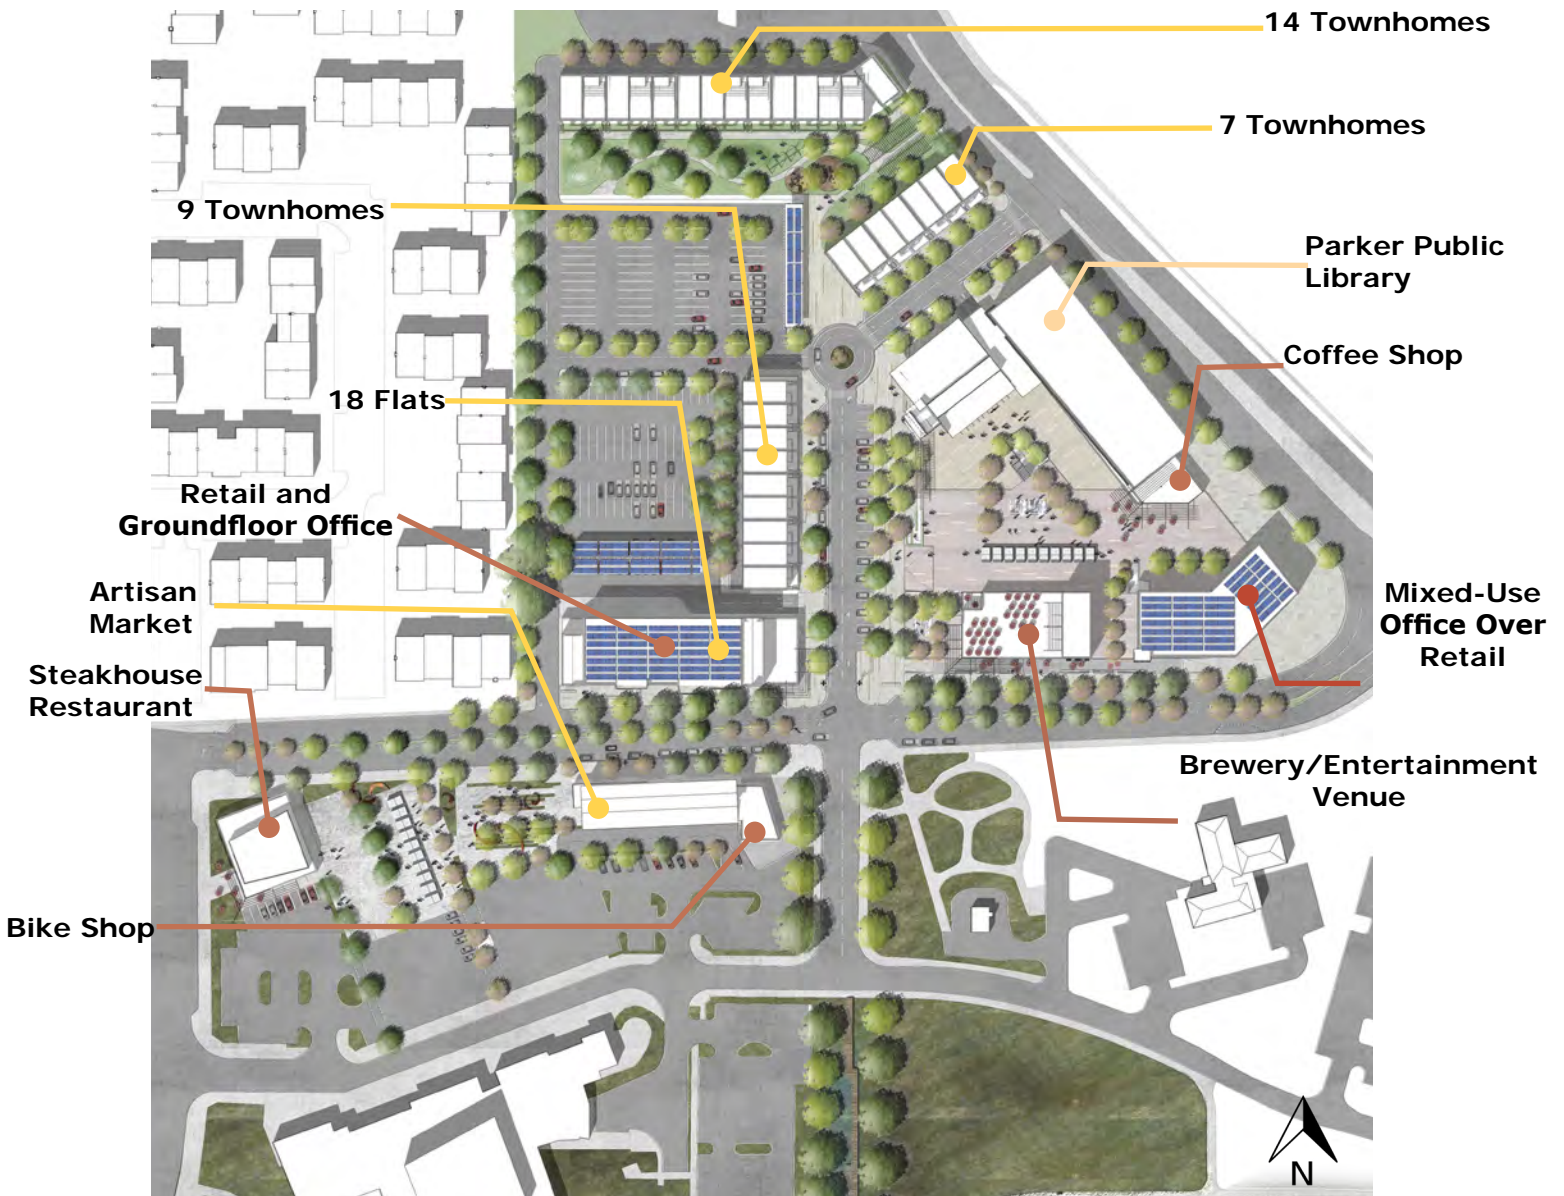 14 Townhomes
7 Townhomes
9 Townhomes
Parker Public
Library
Coffee Shop
18 Flats
Retail and
Groundfloor Office
Artisan
Market
Mixed-Use
Office Over
Retail
Steakhouse
Restaurant
Brewery/Entertainment
Venue
Bike Shop
N